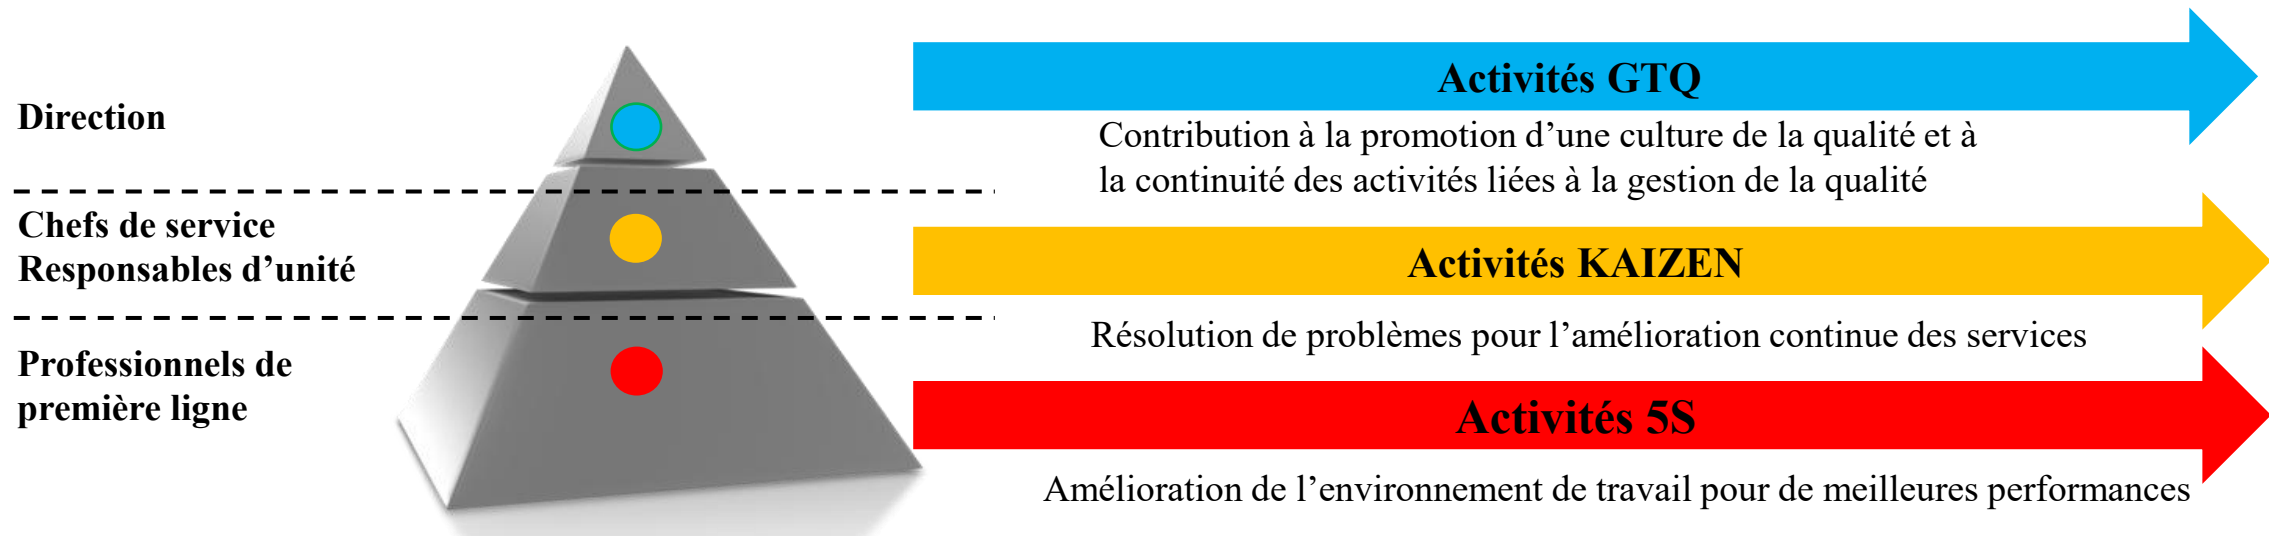 Direction
Activités GTQ
Contribution à la promotion d’une culture de la qualité et à
la continuité des activités liées à la gestion de la qualité
Chefs de service
Responsables d’unité
Activités KAIZEN
Résolution de problèmes pour l’amélioration continue des services
Professionnels de
première ligne
Activités 5S
Amélioration de l’environnement de travail pour de meilleures performances